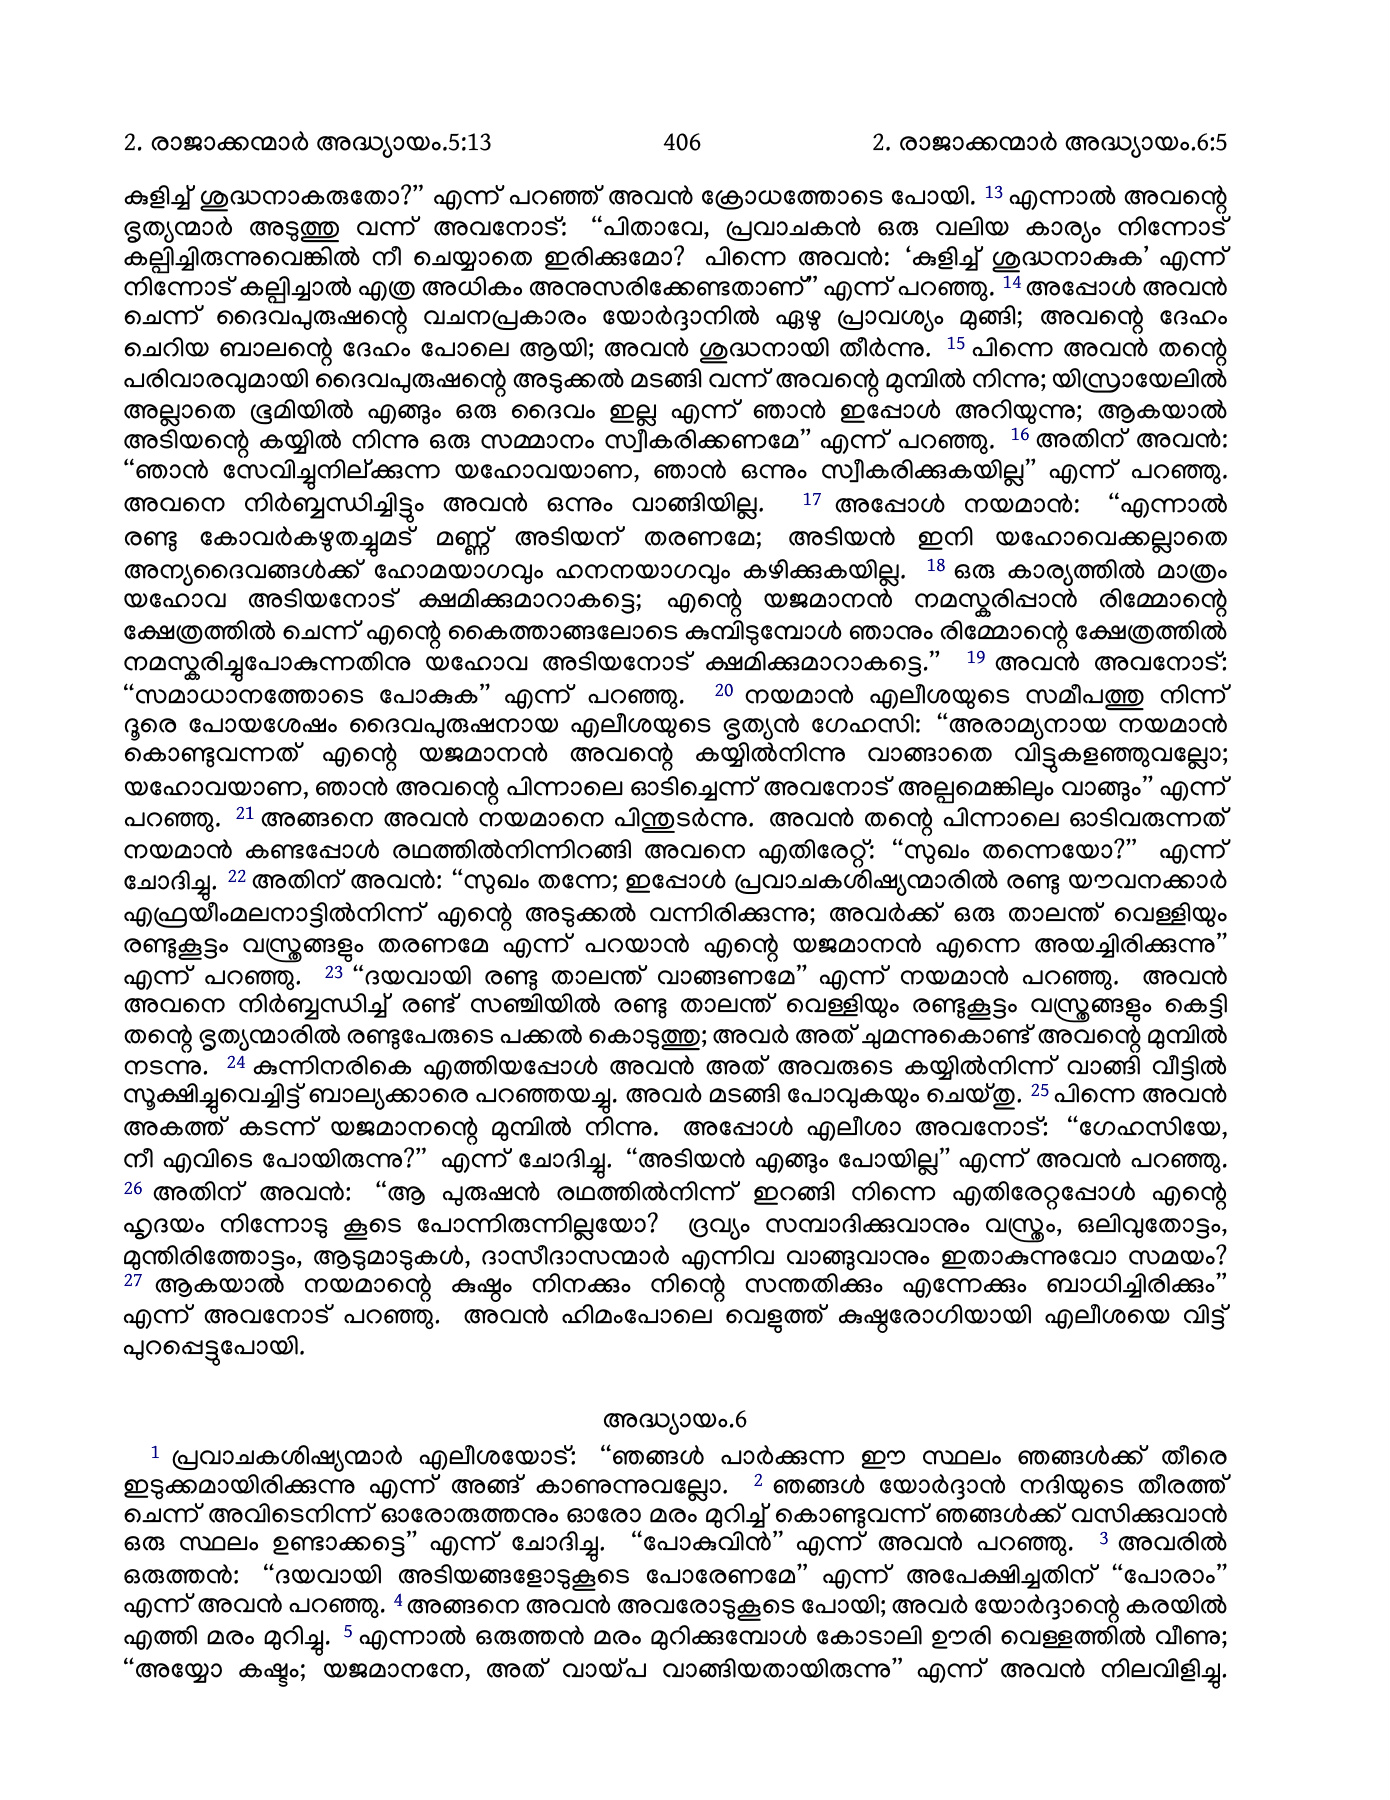 2. രാജാക്കന്മാർ അദ്ധ്യായം.5:13 406 2. രാജാക്കന്മാർ അദ്ധ്യായം.6:5
കുളിച്ച് ശുദ്ധനാകരുതോ?” എന്ന് പറഞ്ഞ് അവൻ ക്രോധത്തോടെ പോയി. 13 എന്നാൽ അവന്റെ
ഭൃത്യന്മാർ അടുത്തു വന്ന് അവനോട്: “പിതാവേ, പ്രവാചകൻ ഒരു വലിയ കാര്യം നിന്നോട്
കല്പിച്ചിരുന്നുവെങ്കിൽ നീ ചെയ്യാതെ ഇരിക്കുമോ? പിന്നെ അവൻ: ‘കുളിച്ച് ശുദ്ധനാകുക’ എന്ന്
നിന്നോട് കല്പിച്ചാൽ എത്ര അധികം അനുസരിക്കേണ്ടതാണ്” എന്ന് പറഞ്ഞു. 14 അപ്പോൾ അവൻ
ചെന്ന് ദൈവപുരുഷന്റെ വചനപ്രകാരം യോർദ്ദാനിൽ ഏഴു പ്രാവശ്യം മുങ്ങി; അവന്റെ ദേഹം
ചെറിയ ബാലന്റെ ദേഹം പോലെ ആയി; അവൻ ശുദ്ധനായി തീർന്നു. 15 പിന്നെ അവൻ തന്റെ
പരിവാരവുമായി ദൈവപുരുഷന്റെ അടുക്കൽ മടങ്ങി വന്ന് അവന്റെ മുമ്പിൽ നിന്നു; യിസ്രായേലിൽ
അല്ലാതെ ഭൂമിയിൽ എങ്ങും ഒരു ദൈവം ഇല്ല എന്ന് ഞാൻ ഇപ്പോൾ അറിയുന്നു; ആകയാൽ
അടിയന്റെ കയ്യിൽ നിന്നു ഒരു സമ്മാനം സ്വീകരിക്കണമേ” എന്ന് പറഞ്ഞു. 16 അതിന് അവൻ:
“ഞാൻ സേവിച്ചുനില്ക്കുന്ന യഹോവയാണ, ഞാൻ ഒന്നും സ്വീകരിക്കുകയില്ല” എന്ന് പറഞ്ഞു.
അവനെ നിർബ്ബന്ധിച്ചിട്ടും അവൻ ഒന്നും വാങ്ങിയില്ല. 17 അപ്പോൾ നയമാൻ: “എന്നാൽ
രണ്ടു കോവർകഴുതച്ചുമട് മണ്ണ് അടിയന് തരണമേ; അടിയൻ ഇനി യഹോവെക്കല്ലാതെ
അന്യദൈവങ്ങൾക്ക് ഹോമയാഗവും ഹനനയാഗവും കഴിക്കുകയില്ല. 18 ഒരു കാര്യത്തിൽ മാത്രം
യഹോവ അടിയനോട് ക്ഷമിക്കുമാറാകട്ടെ; എന്റെ യജമാനൻ നമസ്കരിപ്പാൻ രിമ്മോന്റെ
ക്ഷേത്രത്തിൽ ചെന്ന് എന്റെ കൈത്താങ്ങലോടെ കുമ്പിടുമ്പോൾ ഞാനും രിമ്മോന്റെ ക്ഷേത്രത്തിൽ
നമസ്കരിച്ചുപോകുന്നതിനു യഹോവ അടിയനോട് ക്ഷമിക്കുമാറാകട്ടെ.” 19 അവൻ അവനോട്:
“സമാധാനത്തോടെ പോകുക” എന്ന് പറഞ്ഞു. 20 നയമാൻ എലീശയുടെ സമീപത്തു നിന്ന്
ദൂരെ പോയശേഷം ദൈവപുരുഷനായ എലീശയുടെ ഭൃത്യൻ ഗേഹസി: “അരാമ്യനായ നയമാൻ
കൊണ്ടുവന്നത് എന്റെ യജമാനൻ അവന്റെ കയ്യിൽനിന്നു വാങ്ങാതെ വിട്ടുകളഞ്ഞുവല്ലോ;
യഹോവയാണ, ഞാൻ അവന്റെ പിന്നാലെ ഓടിച്ചെന്ന് അവനോട് അല്പമെങ്കിലും വാങ്ങും” എന്ന്
പറഞ്ഞു. 21 അങ്ങനെ അവൻ നയമാനെ പിന്തുടർന്നു. അവൻ തന്റെ പിന്നാലെ ഓടിവരുന്നത്
നയമാൻ കണ്ടപ്പോൾ രഥത്തിൽനിന്നിറങ്ങി അവനെ എതിരേറ്റ്: “സുഖം തന്നെയോ?” എന്ന്
ചോദിച്ചു. 22 അതിന് അവൻ: “സുഖം തന്നേ; ഇപ്പോൾ പ്രവാചകശിഷ്യന്മാരിൽ രണ്ടു യൗവനക്കാർ
എഫ്രയീംമലനാട്ടിൽനിന്ന് എന്റെ അടുക്കൽ വന്നിരിക്കുന്നു; അവർക്ക് ഒരു താലന്ത് വെള്ളിയും
രണ്ടുകൂട്ടം വസ്ത്രങ്ങളും തരണമേ എന്ന് പറയാൻ എന്റെ യജമാനൻ എന്നെ അയച്ചിരിക്കുന്നു”
എന്ന് പറഞ്ഞു. 23 “ദയവായി രണ്ടു താലന്ത് വാങ്ങണമേ” എന്ന് നയമാൻ പറഞ്ഞു. അവൻ
അവനെ നിർബ്ബന്ധിച്ച് രണ്ട് സഞ്ചിയിൽ രണ്ടു താലന്ത് വെള്ളിയും രണ്ടുകൂട്ടം വസ്ത്രങ്ങളും കെട്ടി
തന്റെ ഭൃത്യന്മാരിൽ രണ്ടുപേരുടെ പക്കൽ കൊടുത്തു; അവർ അത് ചുമന്നുകൊണ്ട് അവന്റെ മുമ്പിൽ
നടന്നു. 24 കുന്നിനരികെ എത്തിയപ്പോൾ അവൻ അത് അവരുടെ കയ്യിൽനിന്ന് വാങ്ങി വീട്ടിൽ
സൂക്ഷിച്ചുവെച്ചിട്ട് ബാല്യക്കാരെ പറഞ്ഞയച്ചു. അവർ മടങ്ങി പോവുകയും ചെയ്തു. 25 പിന്നെ അവൻ
അകത്ത് കടന്ന് യജമാനന്റെ മുമ്പിൽ നിന്നു. അപ്പോൾ എലീശാ അവനോട്: “ഗേഹസിയേ,
നീ എവിടെ പോയിരുന്നു?” എന്ന് ചോദിച്ചു. “അടിയൻ എങ്ങും പോയില്ല” എന്ന് അവൻ പറഞ്ഞു.
26 അതിന് അവൻ: “ആ പുരുഷൻ രഥത്തിൽനിന്ന് ഇറങ്ങി നിന്നെ എതിരേറ്റപ്പോൾ എന്റെ
ഹൃദയം നിന്നോടു കൂടെ പോന്നിരുന്നില്ലയോ? ദ്രവ്യം സമ്പാദിക്കുവാനും വസ്ത്രം, ഒലിവുതോട്ടം,
മുന്തിരിത്തോട്ടം, ആടുമാടുകൾ, ദാസീദാസന്മാർ എന്നിവ വാങ്ങുവാനും ഇതാകുന്നുവോ സമയം?
27 ആകയാൽ നയമാന്റെ കുഷ്ഠം നിനക്കും നിന്റെ സന്തതിക്കും എന്നേക്കും ബാധിച്ചിരിക്കും”
എന്ന് അവനോട് പറഞ്ഞു. അവൻ ഹിമംപോലെ വെളുത്ത് കുഷ്ഠരോഗിയായി എലീശയെ വിട്ട്
പുറപ്പെട്ടുപോയി.
അദ്ധ്യായം.6
1 പ്രവാചകശിഷ്യന്മാർ എലീശയോട്: “ഞങ്ങൾ പാർക്കുന്ന ഈ സ്ഥലം ഞങ്ങൾക്ക് തീരെ
ഇടുക്കമായിരിക്കുന്നു എന്ന് അങ്ങ് കാണുന്നുവല്ലോ. 2 ഞങ്ങൾ യോർദ്ദാൻ നദിയുടെ തീരത്ത്
ചെന്ന് അവിടെനിന്ന് ഓരോരുത്തനും ഓരോ മരം മുറിച്ച് കൊണ്ടുവന്ന് ഞങ്ങൾക്ക് വസിക്കുവാൻ
ഒരു സ്ഥലം ഉണ്ടാക്കട്ടെ” എന്ന് ചോദിച്ചു. “പോകുവിൻ” എന്ന് അവൻ പറഞ്ഞു. 3 അവരിൽ
ഒരുത്തൻ: “ദയവായി അടിയങ്ങളോടുകൂടെ പോരേണമേ” എന്ന് അപേക്ഷിച്ചതിന് “പോരാം”
എന്ന് അവൻ പറഞ്ഞു. 4 അങ്ങനെ അവൻ അവരോടുകൂടെ പോയി; അവർ യോർദ്ദാന്റെ കരയിൽ
എത്തി മരം മുറിച്ചു. 5 എന്നാൽ ഒരുത്തൻ മരം മുറിക്കുമ്പോൾ കോടാലി ഊരി വെള്ളത്തിൽ വീണു;
“അയ്യോ കഷ്ടം; യജമാനനേ, അത് വായ്പ വാങ്ങിയതായിരുന്നു” എന്ന് അവൻ നിലവിളിച്ചു.